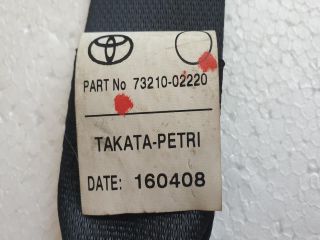 PART No 73210-02220
TAKATA-PETRI
DATE: 160408